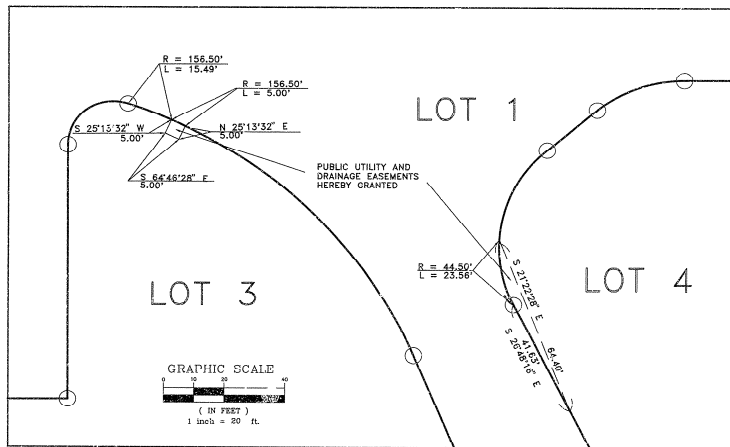 R = 156.50'
L = 15.49'
R = 156.50'
L = 5.00'
LOT 1
S 25°13'32" W
5.00'
N 25°13'32" E
5.00'
PUBLIC UTILITY AND
DRAINAGE EASEMENTS
HEREBY GRANTED
S 64°46'28" E
5.00'
R = 44.50'
L = 23.56'
S 21°22'28" E
64.40'
41.63'
S 26°48'16" E
LOT 3
LOT 4
GRAPHIC SCALE
0 10 20 40
( IN FEET )
1 inch = 20 ft.